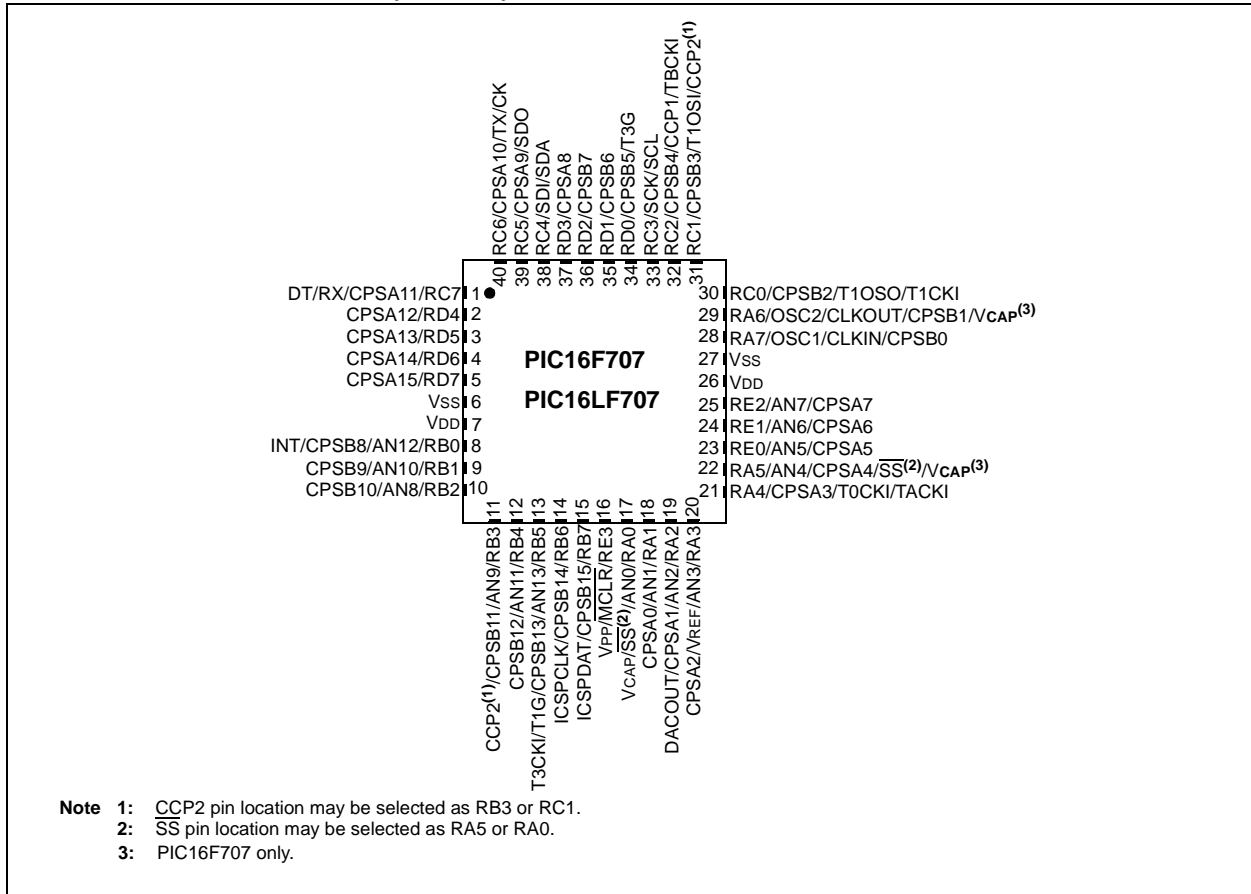 RC6/CPSA10/TX/CK
RC5/CPSA9/SDO
RC4/SDI/SDA
RD3/CPSA8
RD2/CPSB7
RD1/CPSB6
RD0/CPSB5/T3G
RC3/SCK/SCL
RC2/CPSB4/CCP1/TBCKI
RC1/CPSB3/T1OSI/CCP2(1)
40
39
38
37
36
35
34
33
32
31
DT/RX/CPSA11/RC7 1
CPSA12/RD4 2
CPSA13/RD5 3
CPSA14/RD6 4
CPSA15/RD7 5
VSS 6
VDD 7
INT/CPSB8/AN12/RB0 8
CPSB9/AN10/RB1 9
CPSB10/AN8/RB2 10
PIC16F707
PIC16LF707
30 RC0/CPSB2/T1OSO/T1CKI
29 RA6/OSC2/CLKOUT/CPSB1/VCAP(3)
28 RA7/OSC1/CLKIN/CPSB0
27 VSS
26 VDD
25 RE2/AN7/CPSA7
24 RE1/AN6/CPSA6
23 RE0/AN5/CPSA5
22 RA5/AN4/CPSA4/SS(2)/VCAP(3)
21 RA4/CPSA3/T0CKI/TACKI
CCP2(1)/CPSB11/AN9/RB3 11
CPSB12/AN11/RB4 12
T3CKI/T1G/CPSB13/AN13/RB5 13
ICSPCLK/CPSB14/RB6 14
ICSPDAT/CPSB15/RB7 15
VPP/MCLR/RE3 16
VCAP/SS(2)/AN0/RA0 17
CPSA0/AN1/RA1 18
DACOUT/CPSA1/AN2/RA2 19
CPSA2/VREF/AN3/RA3 20
Note 1: CCP2 pin location may be selected as RB3 or RC1.
2: SS pin location may be selected as RA5 or RA0.
3: PIC16F707 only.